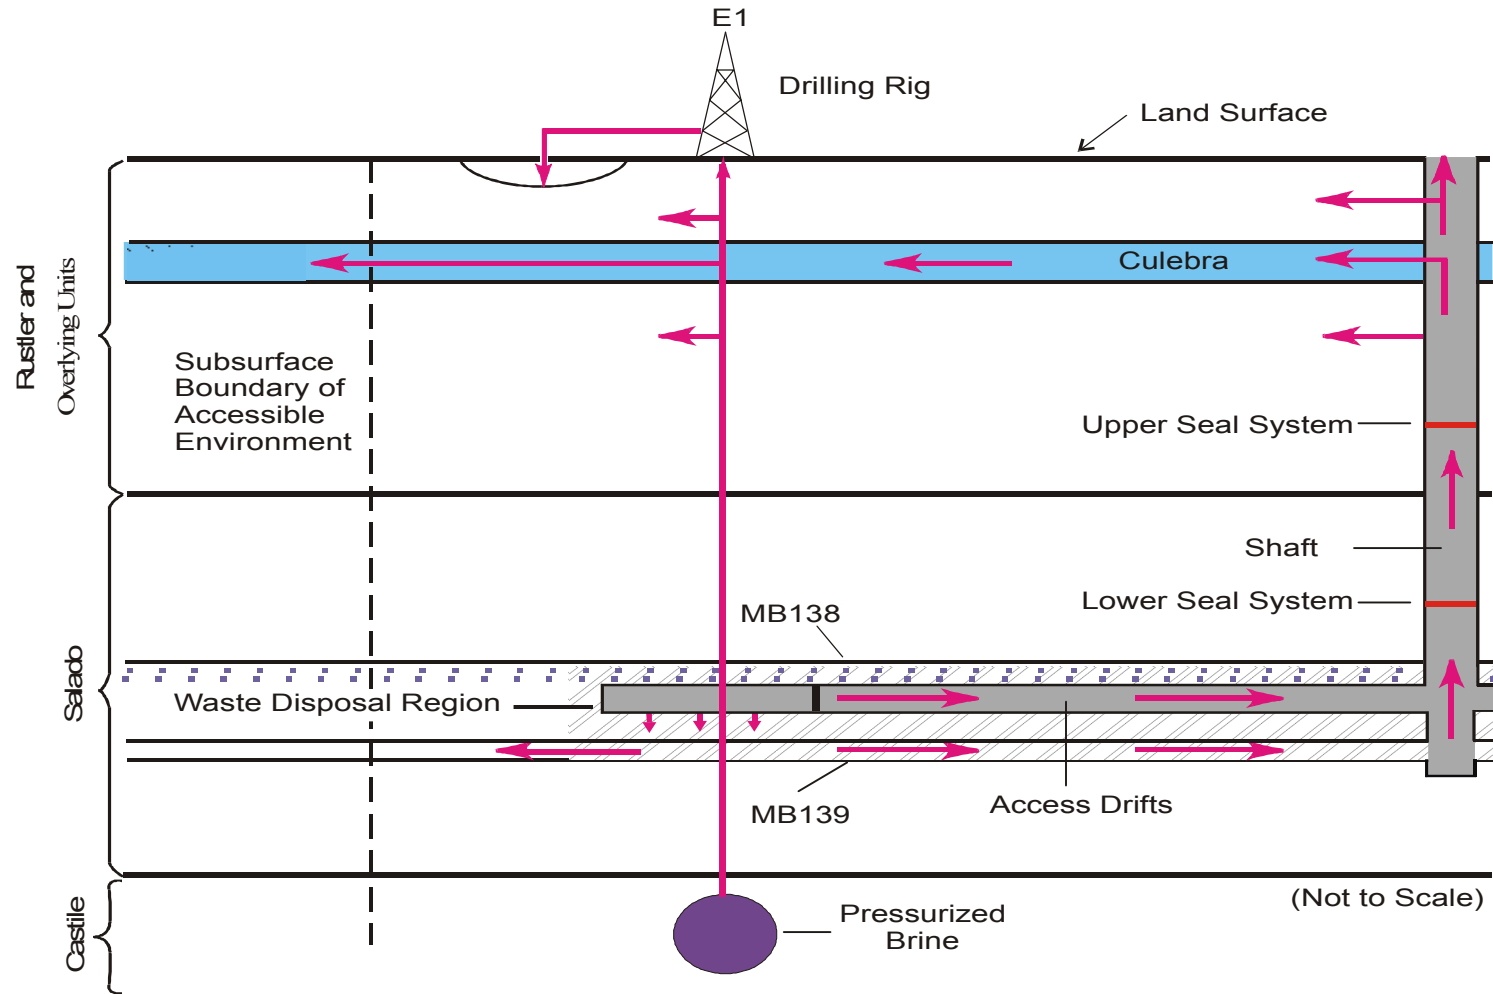 E1
Drilling Rig
Land Surface
Culebra
Rustler and
Overlying Units
Subsurface
Boundary of
Accessible
Environment
Upper Seal System
Shaft
Lower Seal System
MB138
Salado
Waste Disposal Region
MB139
Access Drifts
(Not to Scale)
Castile
Pressurized
Brine